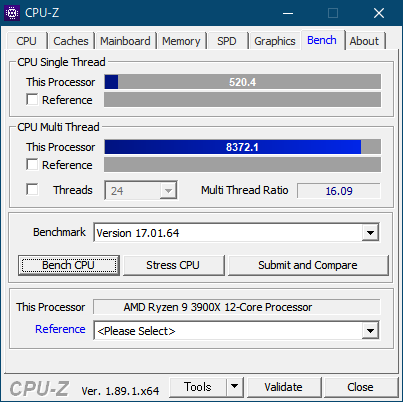 CPU-Z
CPU Caches Mainboard Memory SPD Graphics Bench About
CPU Single Thread
This Processor 520.4
Reference
CPU Multi Thread
This Processor 8372.1
Reference
Threads 24 Multi Thread Ratio 16.09
Benchmark Version 17.01.64
Bench CPU Stress CPU Submit and Compare
This Processor AMD Ryzen 9 3900X 12-Core Processor
Reference <Please Select>
CPU-Z Ver. 1.89.1.x64 Tools Validate Close